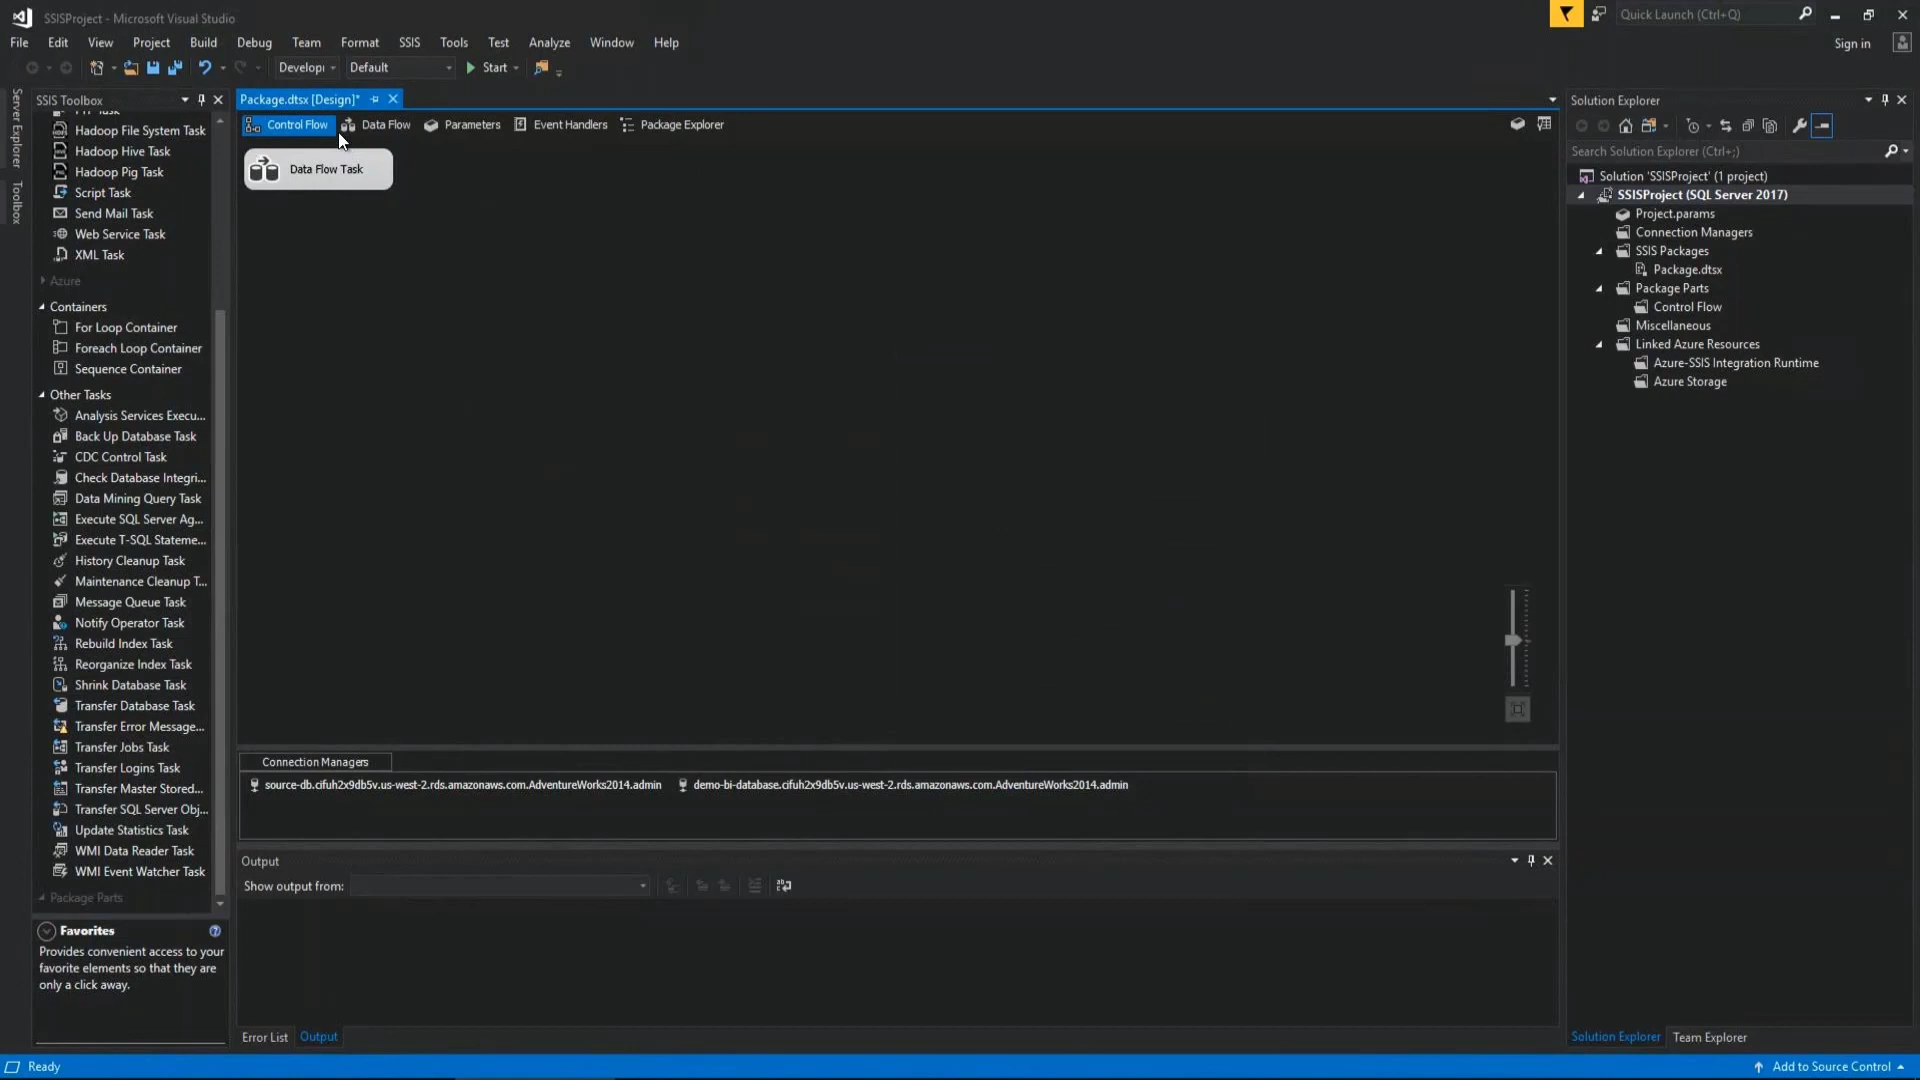 SSISProject - Microsoft Visual Studio
Quick Launch (Ctrl+Q)
File Edit View Project Build Debug Team Format SSIS Tools Test Analyze Window Help
Sign in
Developi Default Start
Server Explorer
Toolbox
SSIS Toolbox
Hadoop File System Task
Hadoop Hive Task
Hadoop Pig Task
Script Task
Send Mail Task
Web Service Task
XML Task
Azure
Containers
For Loop Container
Foreach Loop Container
Sequence Container
Other Tasks
Analysis Services Execu...
Back Up Database Task
CDC Control Task
Check Database Integri...
Data Mining Query Task
Execute SQL Server Ag...
Execute T-SQL Stateme...
History Cleanup Task
Maintenance Cleanup T...
Message Queue Task
Notify Operator Task
Rebuild Index Task
Reorganize Index Task
Shrink Database Task
Transfer Database Task
Transfer Error Message...
Transfer Jobs Task
Transfer Logins Task
Transfer Master Stored...
Transfer SQL Server Obj...
Update Statistics Task
WMI Data Reader Task
WMI Event Watcher Task
Package Parts
Favorites
Provides convenient access to your
favorite elements so that they are
only a click away.
Package.dtsx [Design]*
Control Flow Data Flow Parameters Event Handlers Package Explorer
Data Flow Task
Connection Managers
source-db.cifuh2x9db5v.us-west-2.rds.amazonaws.com.AdventureWorks2014.admin demo-bi-database.cifuh2x9db5v.us-west-2.rds.amazonaws.com.AdventureWorks2014.admin
Output
Show output from:
Error List Output
Solution Explorer
Search Solution Explorer (Ctrl+;)
Solution 'SSISProject' (1 project)
SSISProject (SQL Server 2017)
Project.params
Connection Managers
SSIS Packages
Package.dtsx
Package Parts
Control Flow
Miscellaneous
Linked Azure Resources
Azure-SSIS Integration Runtime
Azure Storage
Solution Explorer Team Explorer
Ready
Add to Source Control